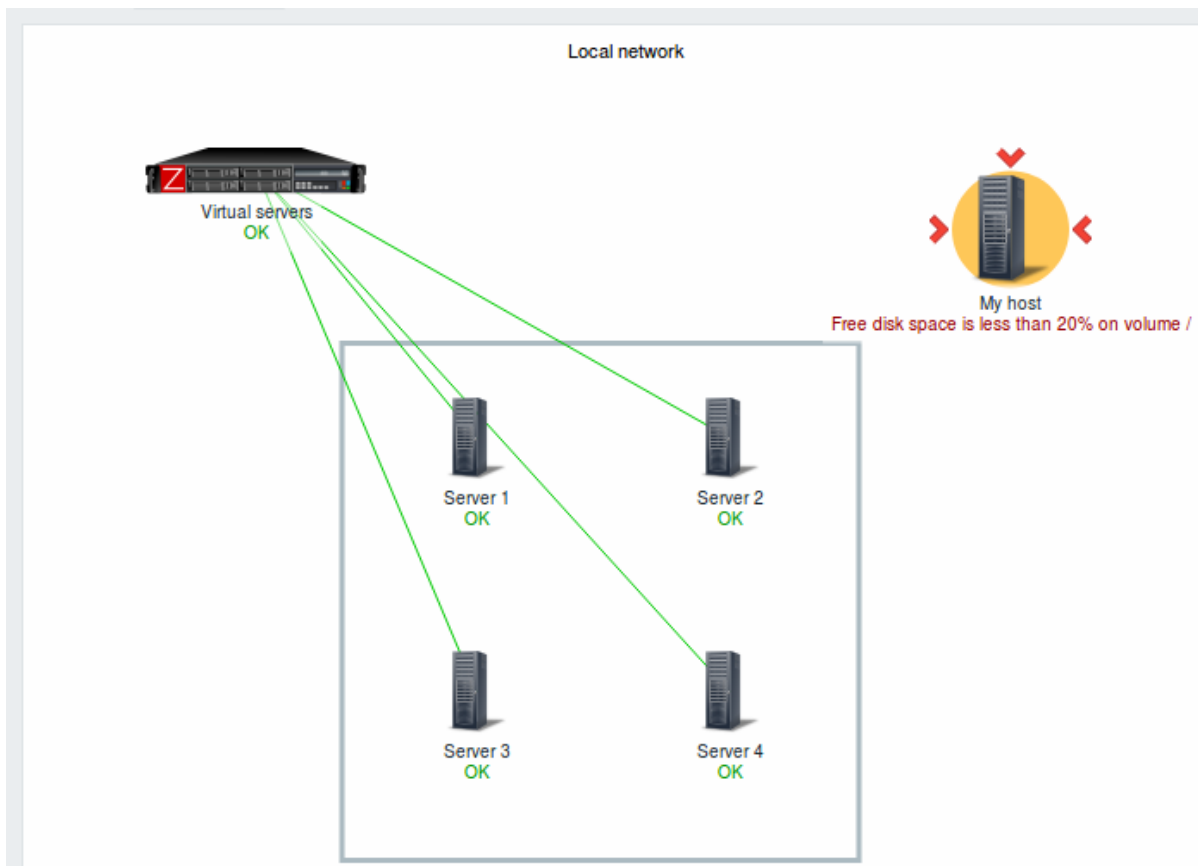 Local network
Z
Virtual servers
OK
My host
Free disk space is less than 20% on volume /
Server 1
OK
Server 2
OK
Server 3
OK
Server 4
OK